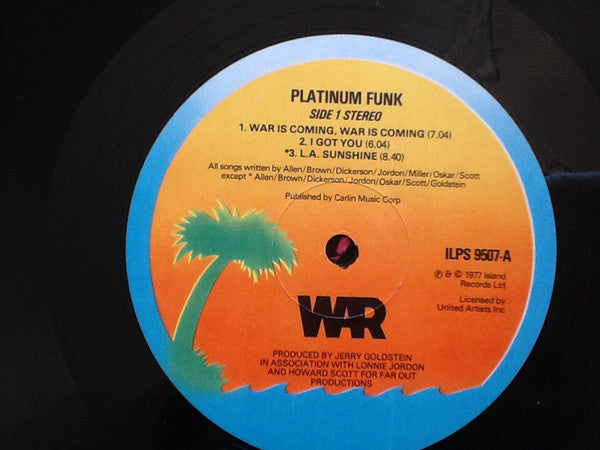 PLATINUM FUNK
SIDE 1 STEREO
1. WAR IS COMING, WAR IS COMING (7.04)
2. I GOT YOU (6.04)
*3. L.A. SUNSHINE (8.40)
All songs written by Allen/Brown/Dickerson/Jordon/Miller/Oskar/Scott
except * Allen/Brown/Dickerson/Jordon/Oskar/Scott/Goldstein
Published by Carlin Music Corp
ILPS 9507-A
℗ & © 1977 Island
Records Ltd
Licensed by
United Artists Inc
WAR
PRODUCED BY JERRY GOLDSTEIN
IN ASSOCIATION WITH LONNIE JORDON
AND HOWARD SCOTT FOR FAR OUT
PRODUCTIONS